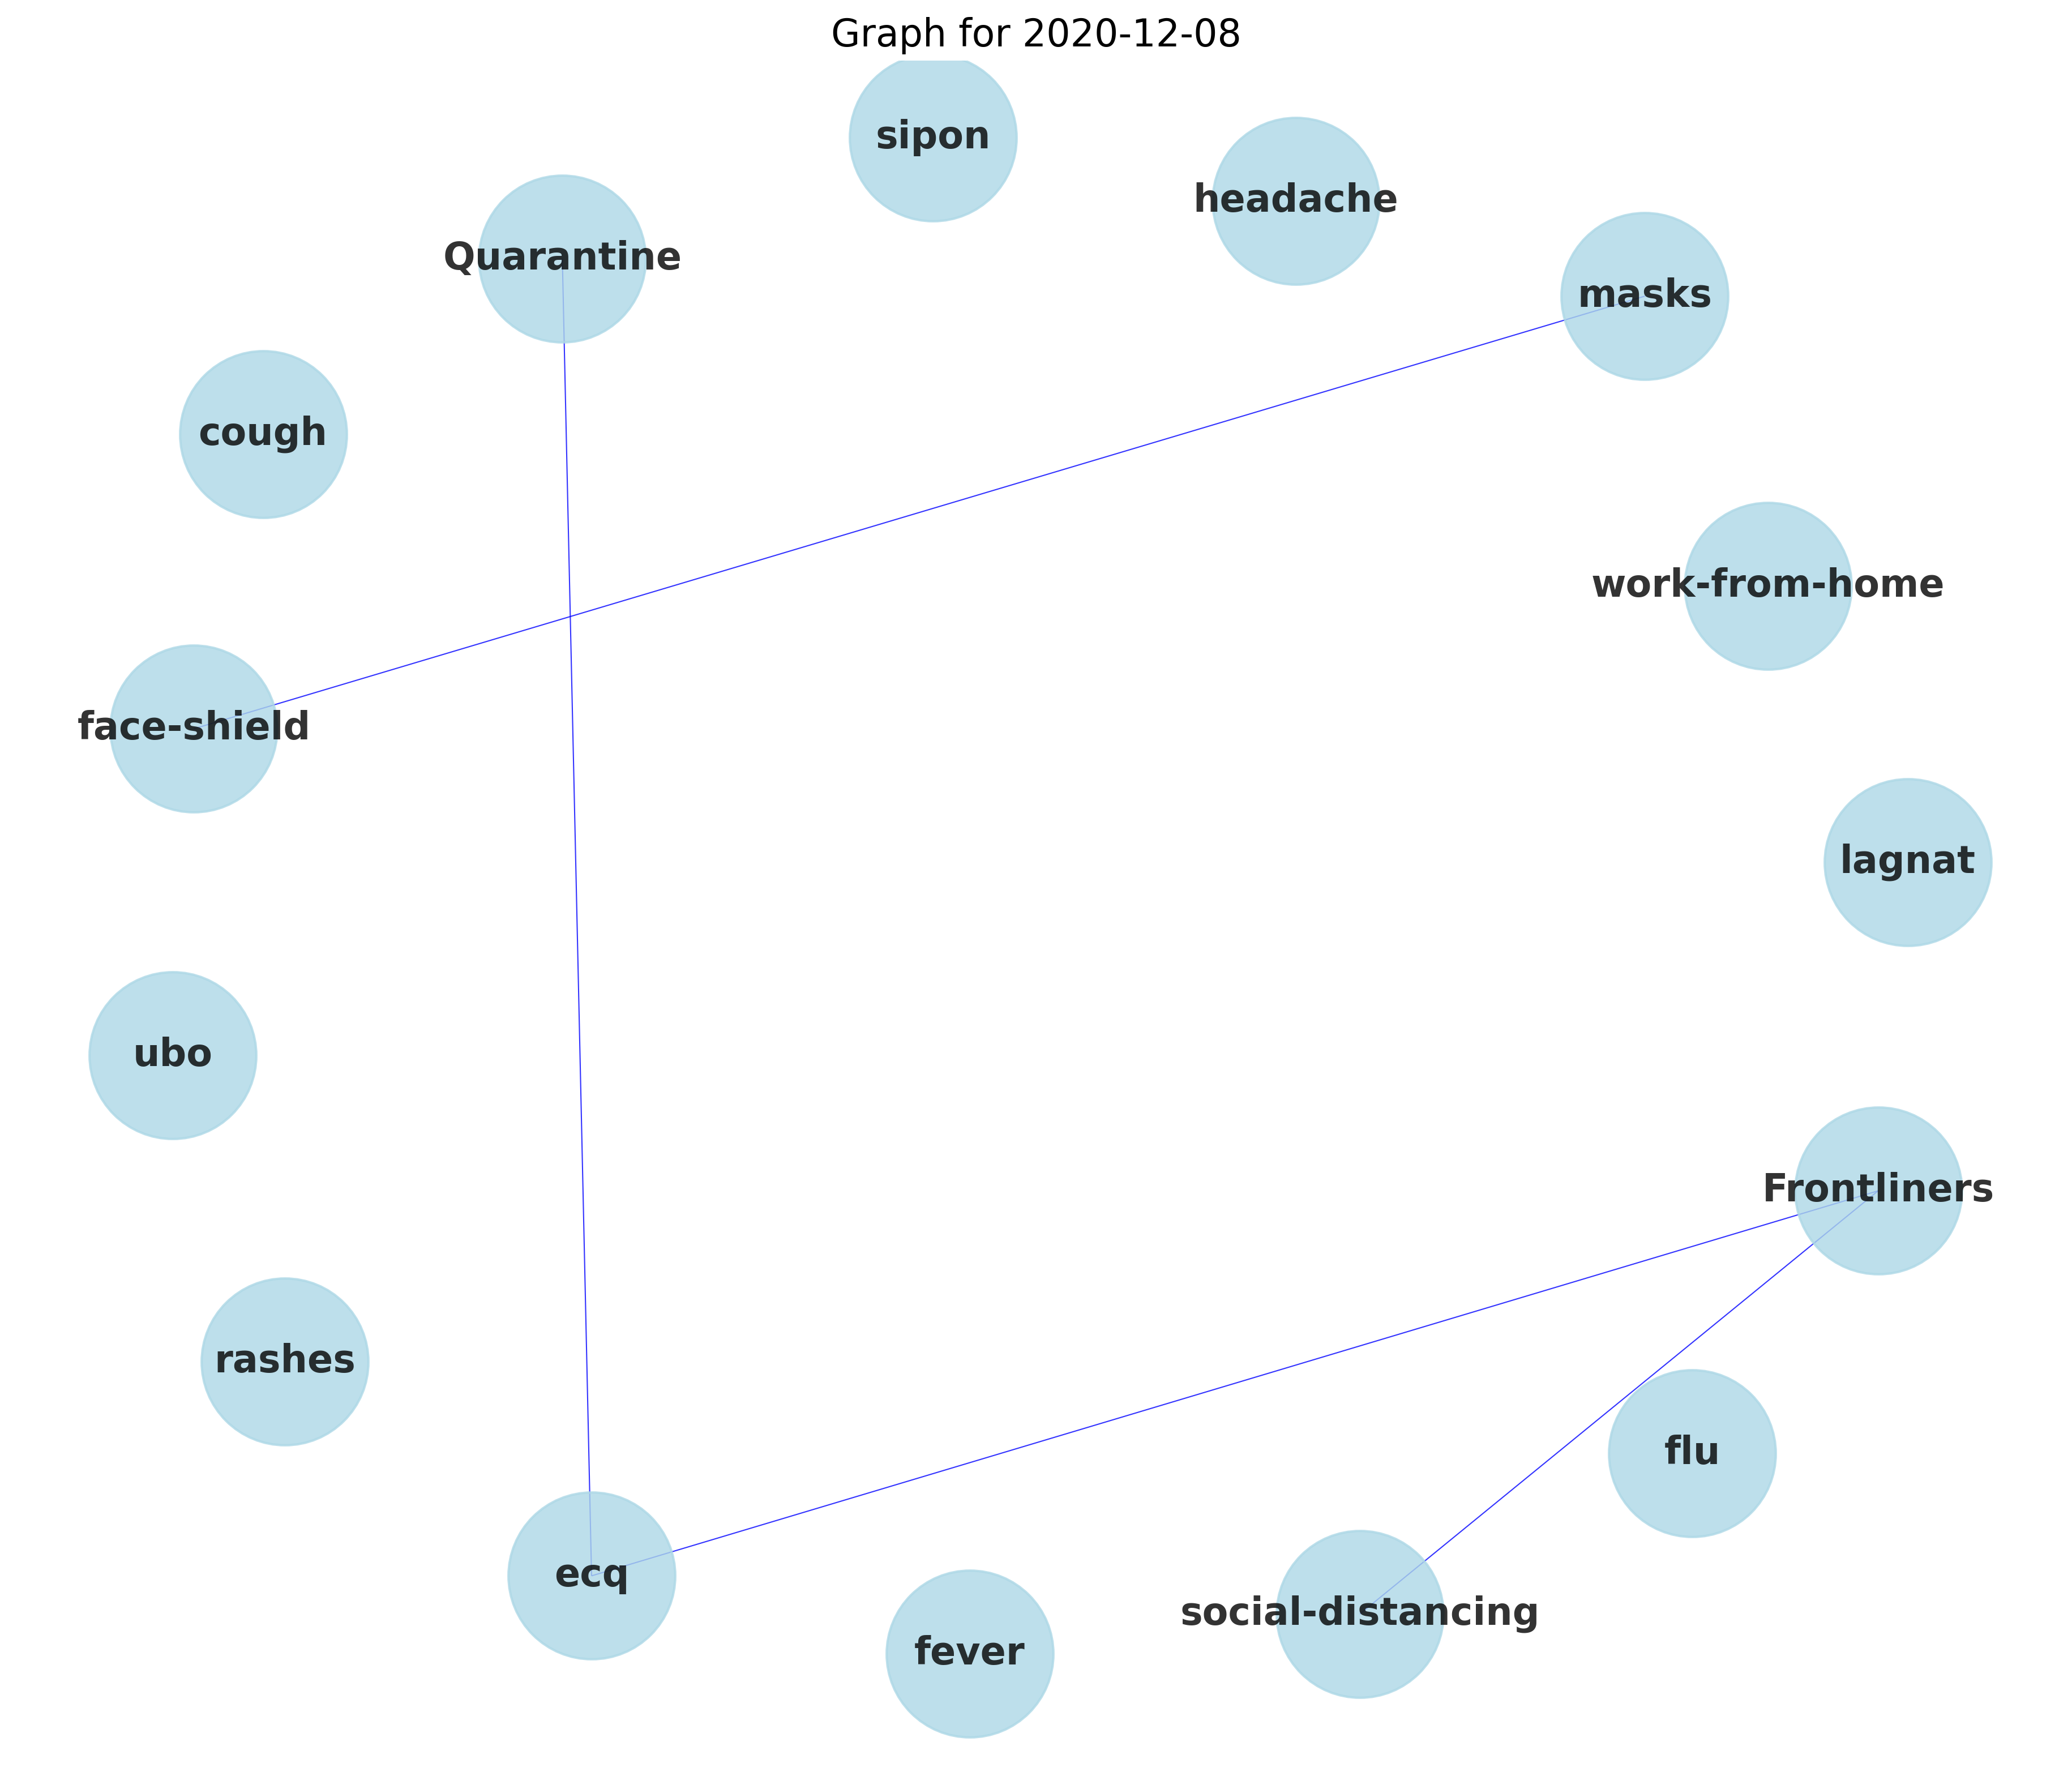 Graph for 2020-12-08
sipon
headache
Quarantine
masks
cough
work-from-home
face-shield
lagnat
ubo
Frontliners
rashes
flu
ecq
social-distancing
fever